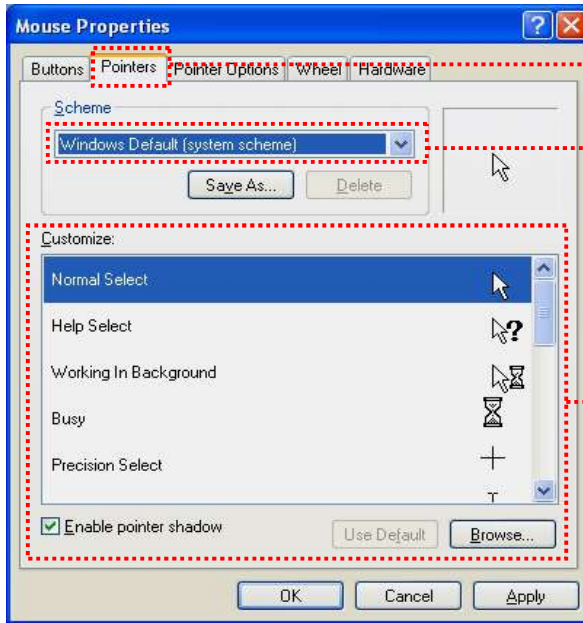 Mouse Properties
Buttons Pointers Pointer Options Wheel Hardware
Scheme
Windows Default (system scheme)
Save As... Delete
Customize:
Normal Select
Help Select
Working In Background
Busy
Precision Select
Enable pointer shadow
Use Default Browse...
OK Cancel Apply